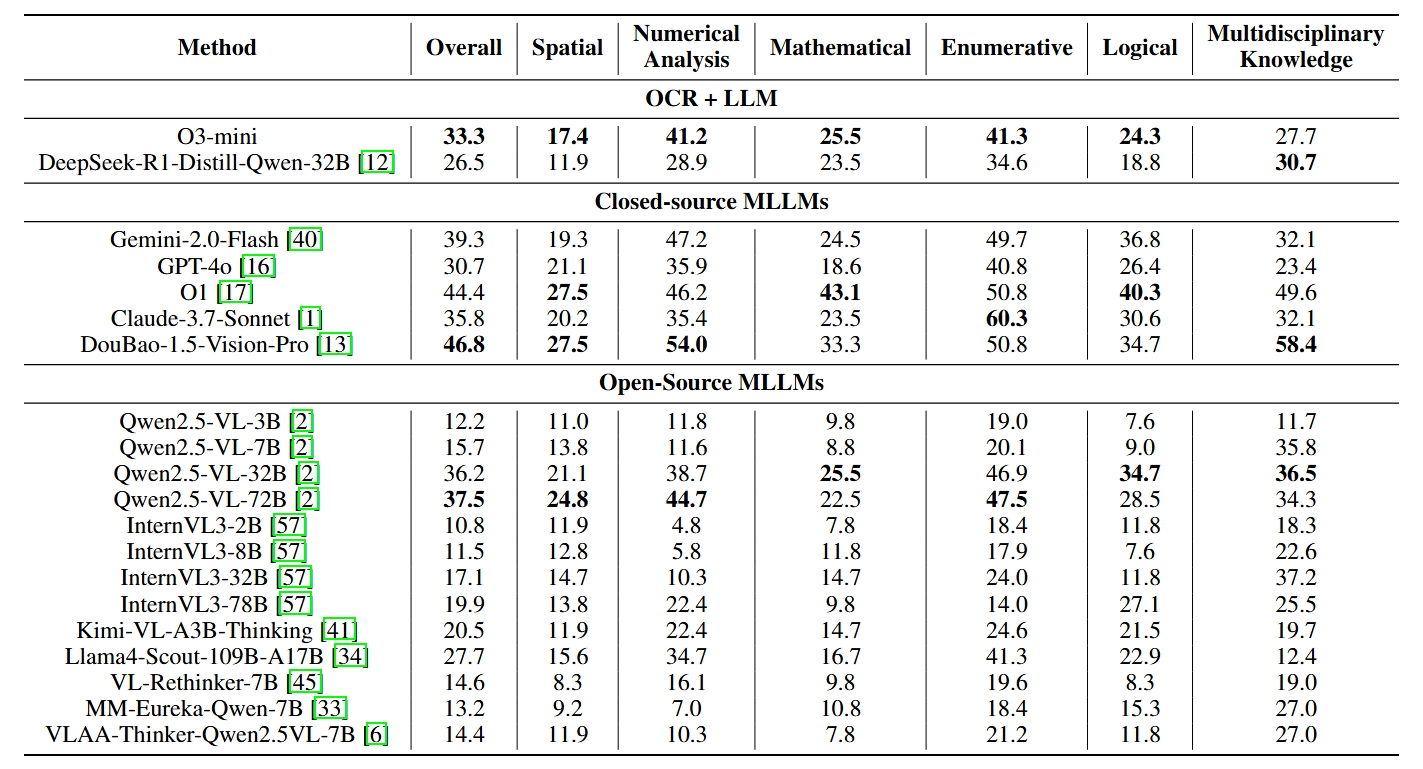 Method Overall Spatial Numerical Analysis Mathematical Enumerative Logical Multidisciplinary Knowledge
OCR + LLM
O3-mini 33.3 17.4 41.2 25.5 41.3 24.3 27.7
DeepSeek-R1-Distill-Qwen-32B [12] 26.5 11.9 28.9 23.5 34.6 18.8 30.7
Closed-source MLLMs
Gemini-2.0-Flash [40] 39.3 19.3 47.2 24.5 49.7 36.8 32.1
GPT-4o [16] 30.7 21.1 35.9 18.6 40.8 26.4 23.4
O1 [17] 44.4 27.5 46.2 43.1 50.8 40.3 49.6
Claude-3.7-Sonnet [1] 35.8 20.2 35.4 23.5 60.3 30.6 32.1
DouBao-1.5-Vision-Pro [13] 46.8 27.5 54.0 33.3 50.8 34.7 58.4
Open-Source MLLMs
Qwen2.5-VL-3B [2] 12.2 11.0 11.8 9.8 19.0 7.6 11.7
Qwen2.5-VL-7B [2] 15.7 13.8 11.6 8.8 20.1 9.0 35.8
Qwen2.5-VL-32B [2] 36.2 21.1 38.7 25.5 46.9 34.7 36.5
Qwen2.5-VL-72B [2] 37.5 24.8 44.7 22.5 47.5 28.5 34.3
InternVL3-2B [57] 10.8 11.9 4.8 7.8 18.4 11.8 18.3
InternVL3-8B [57] 11.5 12.8 5.8 11.8 17.9 7.6 22.6
InternVL3-32B [57] 17.1 14.7 10.3 14.7 24.0 11.8 37.2
InternVL3-78B [57] 19.9 13.8 22.4 9.8 14.0 27.1 25.5
Kimi-VL-A3B-Thinking [41] 20.5 11.9 22.4 14.7 24.6 21.5 19.7
Llama4-Scout-109B-A17B [34] 27.7 15.6 34.7 16.7 41.3 22.9 12.4
VL-Rethinker-7B [45] 14.6 8.3 16.1 9.8 19.6 8.3 19.0
MM-Eureka-Qwen-7B [33] 13.2 9.2 7.0 10.8 18.4 15.3 27.0
VLAA-Thinker-Qwen2.5VL-7B [6] 14.4 11.9 10.3 7.8 21.2 11.8 27.0